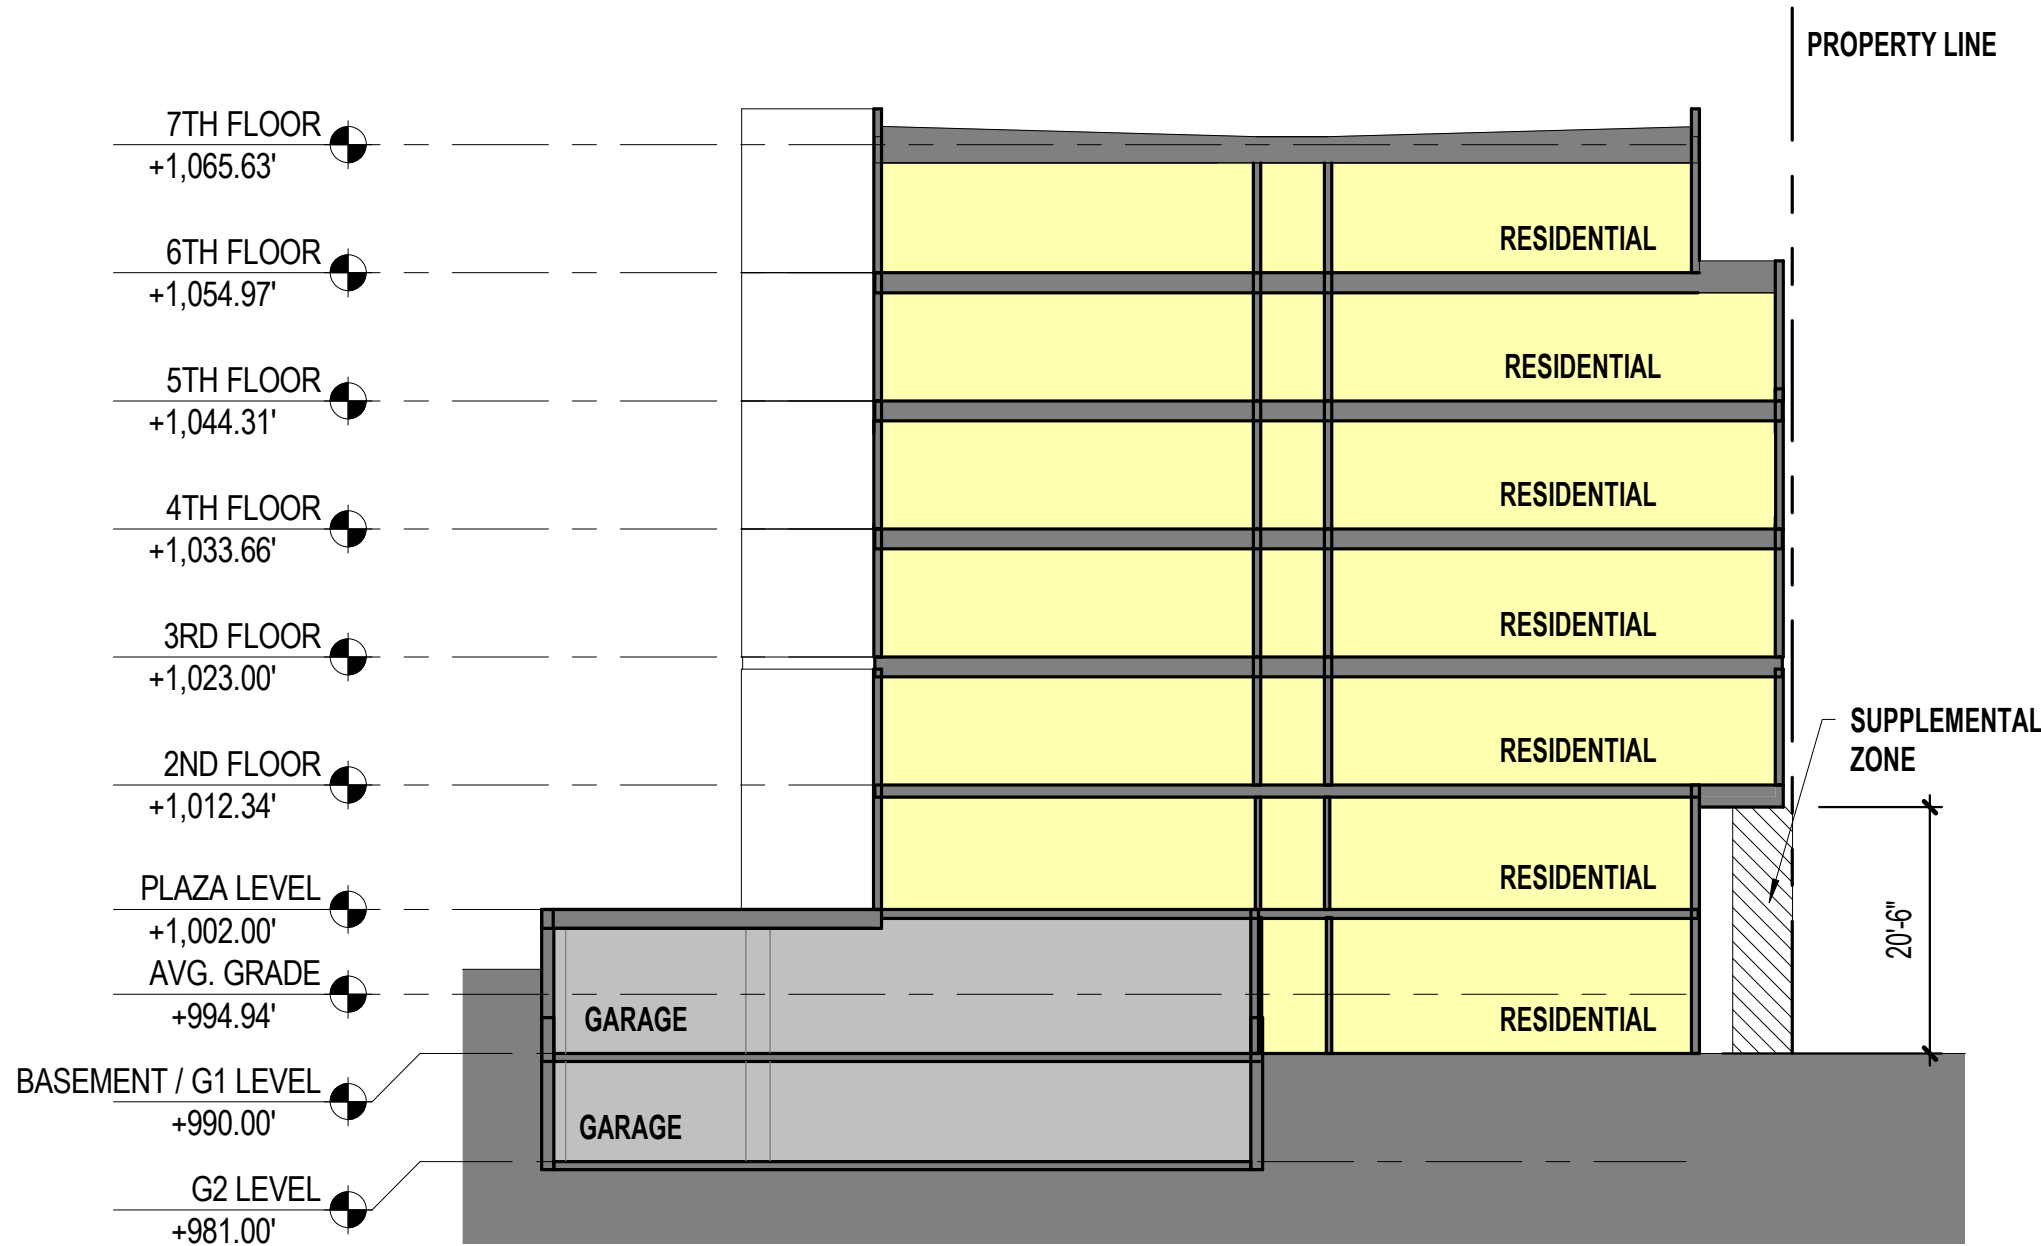 PROPERTY LINE
7TH FLOOR
+1,065.63'
RESIDENTIAL
6TH FLOOR
+1,054.97'
RESIDENTIAL
5TH FLOOR
+1,044.31'
RESIDENTIAL
4TH FLOOR
+1,033.66'
RESIDENTIAL
3RD FLOOR
+1,023.00'
SUPPLEMENTAL
ZONE
RESIDENTIAL
2ND FLOOR
+1,012.34'
RESIDENTIAL
PLAZA LEVEL
+1,002.00'
20'-6"
AVG. GRADE
+994.94'
GARAGE
RESIDENTIAL
BASEMENT / G1 LEVEL
+990.00'
GARAGE
G2 LEVEL
+981.00'